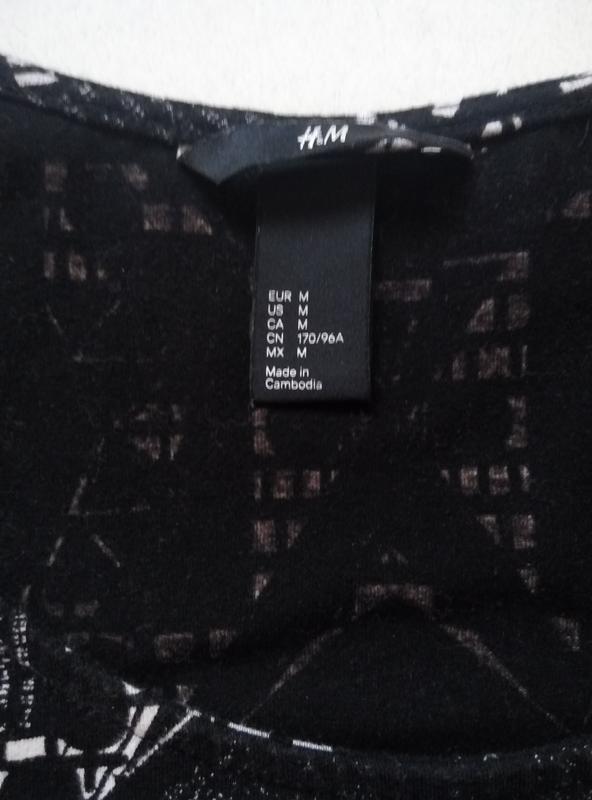 H&M
EUR M
US M
CA M
CN 170/96A
MX M
Made in
Cambodia